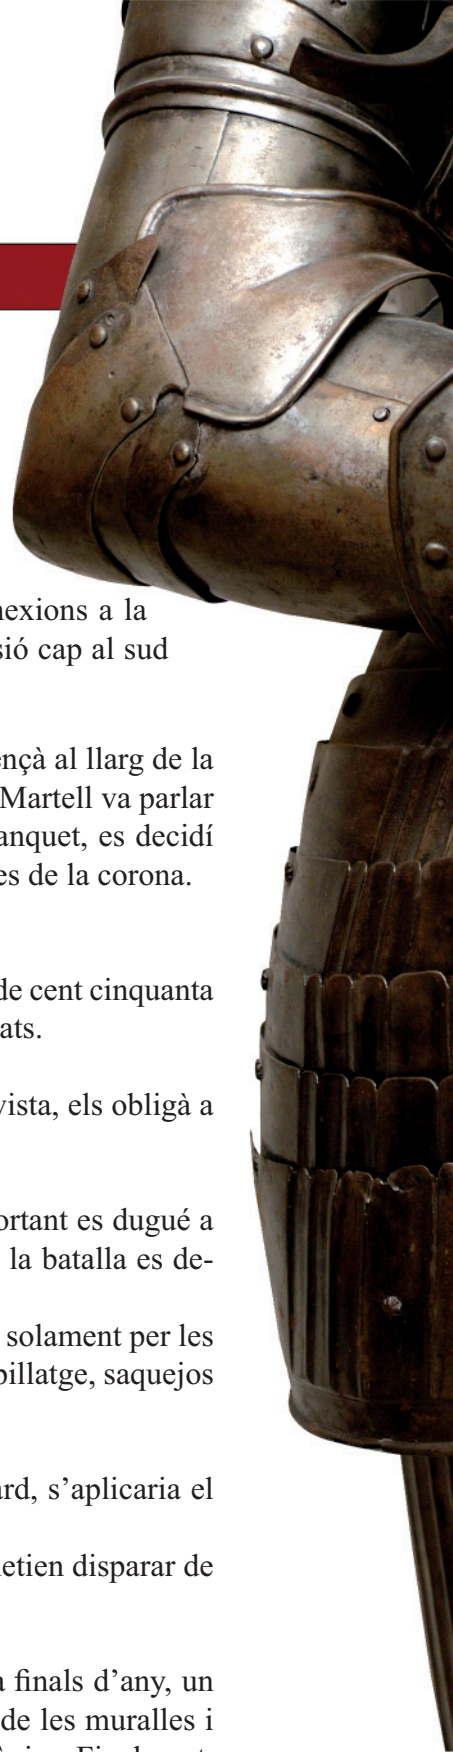 nexions a la
sió cap al sud
ençà al llarg de la
Martell va parlar
anquet, es decidí
es de la corona.
de cent cinquanta
ats.
vista, els obligà a
ortant es dugué a
la batalla es de-
solament per les
pillatge, saquejos
ard, s’aplicaria el
etien disparar de
a finals d’any, un
de les muralles i